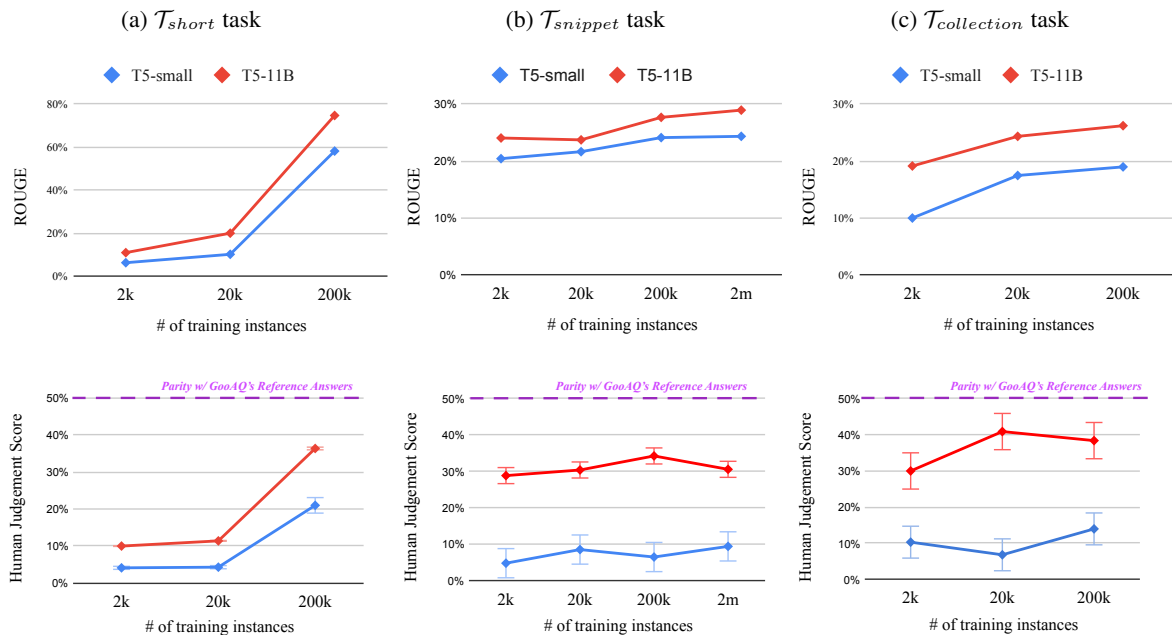 (a) 𝒯short task
T5-small T5-11B
ROUGE
80%
60%
40%
20%
0%
2k 20k 200k
# of training instances
(b) 𝒯snippet task
T5-small T5-11B
ROUGE
30%
20%
10%
0%
2k 20k 200k 2m
# of training instances
(c) 𝒯collection task
T5-small T5-11B
ROUGE
30%
20%
10%
0%
2k 20k 200k
# of training instances
Parity w/ GooAQ's Reference Answers
Human Judgement Score
50%
40%
30%
20%
10%
0%
2k 20k 200k
# of training instances
Parity w/ GooAQ's Reference Answers
Human Judgement Score
50%
40%
30%
20%
10%
0%
2k 20k 200k 2m
# of training instances
Parity w/ GooAQ's Reference Answers
Human Judgement Score
50%
40%
30%
20%
10%
0%
2k 20k 200k
# of training instances